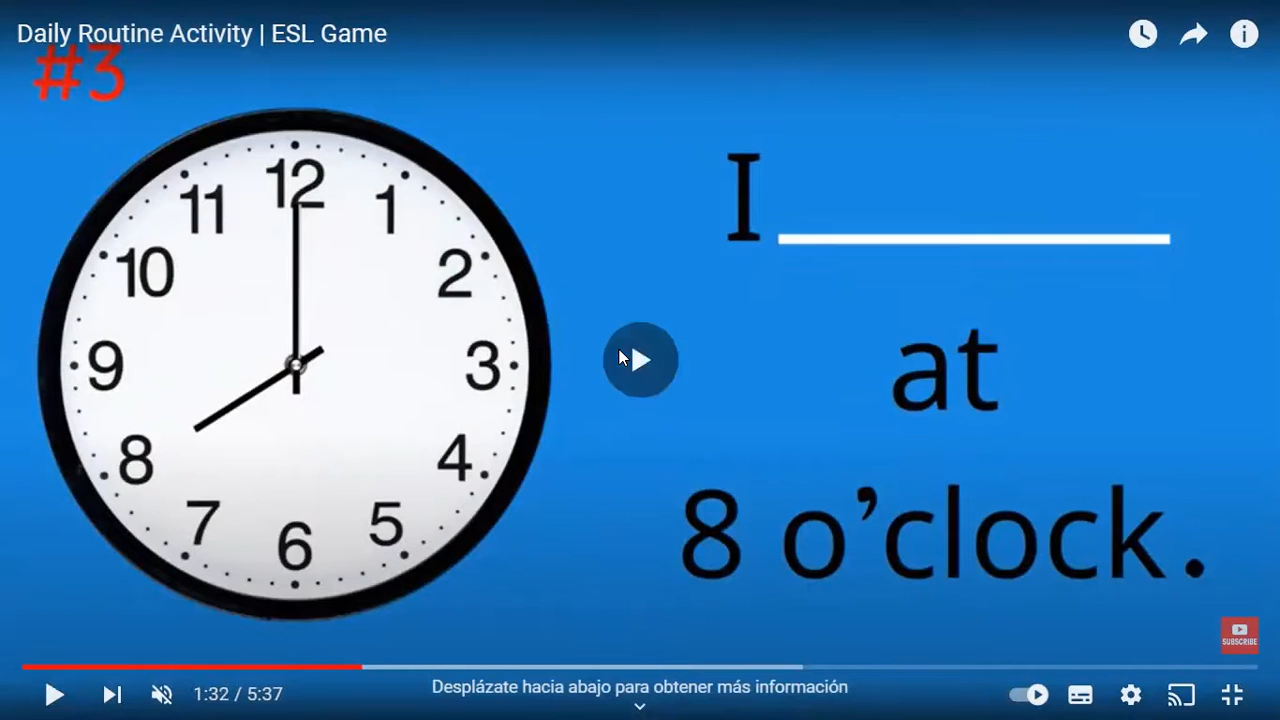 Daily Routine Activity | ESL Game
#3
12
11
1
10
2
9
3
8
4
7
5
6
I
at
8 o’clock.
SUBSCRIBE
1:32 / 5:37
Desplázate hacia abajo para obtener más información